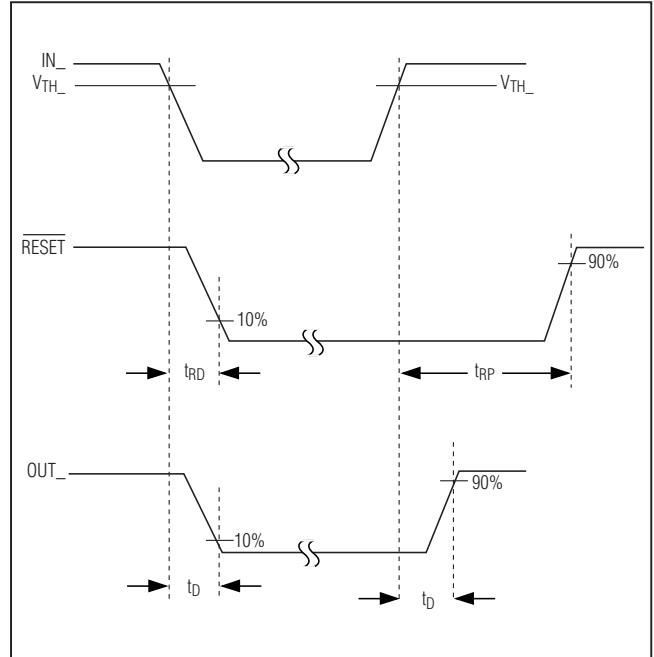 IN_
VTH_
VTH_
RESET
90%
10%
tRD
tRP
OUT_
90%
10%
tD
tD